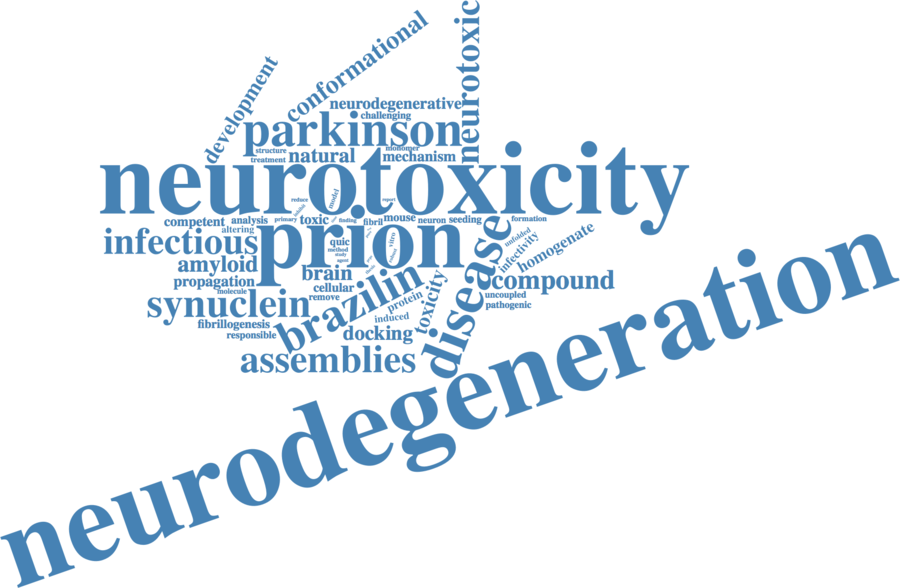 conformational
neurotoxic
development
neurodegenerative
challenging
parkinson
structure
monomer
treatment
natural
mechanism
neurotoxicity
reduce
model
report
competent
analysis
primary
toxic
finding
fibril
mouse
neuron
seeding
formation
altering
prion
infectious
quic
vitro
method
study
agent
disease
unfolded
infectivity
homogenate
amyloid
brain
propagation
cellular
compound
molecule
remove
brazilin
protein
toxicity
uncoupled
pathogenic
synuclein
induced
fibrillogenesis
responsible
docking
assemblies
neurodegeneration